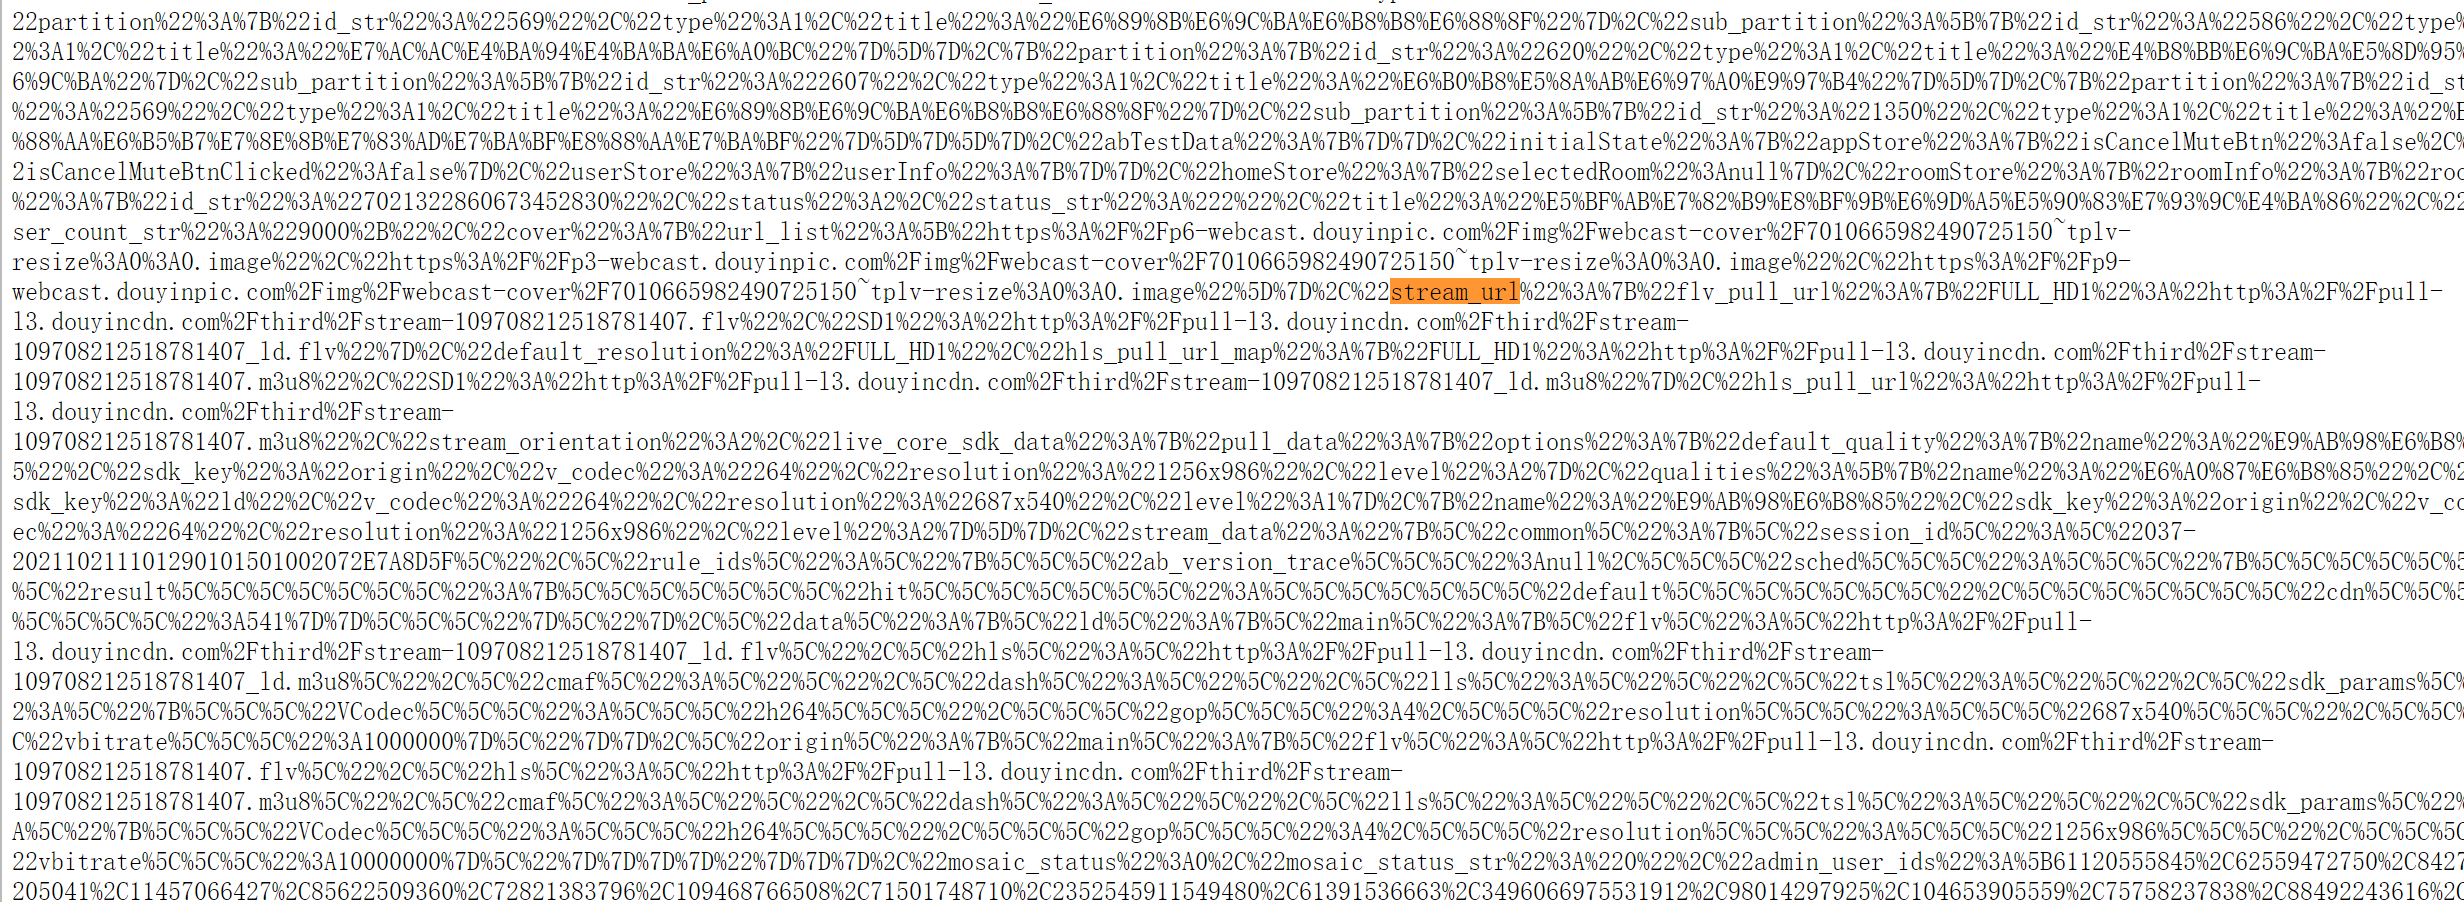 22partition%22%3A%7B%22id_str%22%3A%22569%22%2C%22type%22%3A1%2C%22title%22%3A%22%E6%89%8B%E6%9C%BA%E6%B8%B8%E6%88%8F%22%7D%2C%22sub_partition%22%3A%5B%7B%22id_str%22%3A%22586%22%2C%22type%
2%3A1%2C%22title%22%3A%22%E7%AC%AC%E4%BA%94%E4%BA%BA%E6%A0%BC%22%7D%5D%7D%2C%7B%22partition%22%3A%7B%22id_str%22%3A%22620%22%2C%22type%22%3A1%2C%22title%22%3A%22%E4%B8%BB%E6%9C%BA%E5%8D%95%
6%9C%BA%22%7D%2C%22sub_partition%22%3A%5B%7B%22id_str%22%3A%222607%22%2C%22type%22%3A1%2C%22title%22%3A%22%E6%B0%B8%E5%8A%AB%E6%97%A0%E9%97%B4%22%7D%5D%7D%2C%7B%22partition%22%3A%7B%22id_st
%22%3A%22569%22%2C%22type%22%3A1%2C%22title%22%3A%22%E6%89%8B%E6%9C%BA%E6%B8%B8%E6%88%8F%22%7D%2C%22sub_partition%22%3A%5B%7B%22id_str%22%3A%221350%22%2C%22type%22%3A1%2C%22title%22%3A%22%E
%88%AA%E6%B5%B7%E7%8E%8B%E7%83%AD%E7%BA%BF%E8%88%AA%E7%BA%BF%22%7D%5D%7D%5D%7D%2C%22abTestData%22%3A%7B%7D%7D%2C%22initialState%22%3A%7B%22appStore%22%3A%7B%22isCancelMuteBtn%22%3Afalse%2C%
2isCancelMuteBtnClicked%22%3Afalse%7D%2C%22userStore%22%3A%7B%22userInfo%22%3A%7B%7D%7D%2C%22homeStore%22%3A%7B%22selectedRoom%22%3Anull%7D%2C%22roomStore%22%3A%7B%22roomInfo%22%3A%7B%22roo
%22%3A%7B%22id_str%22%3A%227021322860673452830%22%2C%22status%22%3A2%2C%22status_str%22%3A%222%22%2C%22title%22%3A%22%E5%BF%AB%E7%82%B9%E8%BF%9B%E6%9D%A5%E5%90%83%E7%93%9C%E4%BA%86%22%2C%22
ser_count_str%22%3A%229000%2B%22%2C%22cover%22%3A%7B%22url_list%22%3A%5B%22https%3A%2F%2Fp6-webcast.douyinpic.com%2Fimg%2Fwebcast-cover%2F7010665982490725150~tplv-
resize%3A0%3A0.image%22%2C%22https%3A%2F%2Fp3-webcast.douyinpic.com%2Fimg%2Fwebcast-cover%2F7010665982490725150~tplv-resize%3A0%3A0.image%22%2C%22https%3A%2F%2Fp9-
webcast.douyinpic.com%2Fimg%2Fwebcast-cover%2F7010665982490725150~tplv-resize%3A0%3A0.image%22%5D%7D%2C%22stream_url%22%3A%7B%22flv_pull_url%22%3A%7B%22FULL_HD1%22%3A%22http%3A%2F%2Fpull-
l3.douyincdn.com%2Fthird%2Fstream-109708212518781407.flv%22%2C%22SD1%22%3A%22http%3A%2F%2Fpull-l3.douyincdn.com%2Fthird%2Fstream-
109708212518781407_ld.flv%22%7D%2C%22default_resolution%22%3A%22FULL_HD1%22%2C%22hls_pull_url_map%22%3A%7B%22FULL_HD1%22%3A%22http%3A%2F%2Fpull-l3.douyincdn.com%2Fthird%2Fstream-
109708212518781407.m3u8%22%2C%22SD1%22%3A%22http%3A%2F%2Fpull-l3.douyincdn.com%2Fthird%2Fstream-109708212518781407_ld.m3u8%22%7D%2C%22hls_pull_url%22%3A%22http%3A%2F%2Fpull-
l3.douyincdn.com%2Fthird%2Fstream-
109708212518781407.m3u8%22%2C%22stream_orientation%22%3A2%2C%22live_core_sdk_data%22%3A%7B%22pull_data%22%3A%7B%22options%22%3A%7B%22default_quality%22%3A%7B%22name%22%3A%22%E9%AB%98%E6%B8%
5%22%2C%22sdk_key%22%3A%22origin%22%2C%22v_codec%22%3A%22264%22%2C%22resolution%22%3A%221256x986%22%2C%22level%22%3A2%7D%2C%22qualities%22%3A%5B%7B%22name%22%3A%22%E6%A0%87%E6%B8%85%22%2C%2
sdk_key%22%3A%22ld%22%2C%22v_codec%22%3A%22264%22%2C%22resolution%22%3A%22687x540%22%2C%22level%22%3A1%7D%2C%7B%22name%22%3A%22%E9%AB%98%E6%B8%85%22%2C%22sdk_key%22%3A%22origin%22%2C%22v_co
ec%22%3A%22264%22%2C%22resolution%22%3A%221256x986%22%2C%22level%22%3A2%7D%5D%7D%2C%22stream_data%22%3A%22%7B%5C%22common%5C%22%3A%7B%5C%22session_id%5C%22%3A%5C%22037-
2021102111012901015010020​72E7A8D5F%5C%22%2C%5C%22rule_ids%5C%22%3A%5C%22%7B%5C%5C%5C%22ab_version_trace%5C%5C%5C%22%3Anull%2C%5C%5C%5C%22sched%5C%5C%5C%22%3A%5C%5C%5C%22%7B%5C%5C%5C%5C%5C%5
%5C%22result%5C%5C%5C%5C%5C%5C%5C%22%3A%7B%5C%5C%5C%5C%5C%5C%5C%22hit%5C%5C%5C%5C%5C%5C%5C%22%3A%5C%5C%5C%5C%5C%5C%5C%22default%5C%5C%5C%5C%5C%5C%5C%22%2C%5C%5C%5C%5C%5C%5C%5C%22cdn%5C%5C%5
%5C%5C%5C%5C%22%3A541%7D%7D%5C%5C%5C%22%7D%5C%22%7D%2C%5C%22data%5C%22%3A%7B%5C%22ld%5C%22%3A%7B%5C%22main%5C%22%3A%7B%5C%22flv%5C%22%3A%5C%22http%3A%2F%2Fpull-
l3.douyincdn.com%2Fthird%2Fstream-109708212518781407_ld.flv%5C%22%2C%5C%22hls%5C%22%3A%5C%22http%3A%2F%2Fpull-l3.douyincdn.com%2Fthird%2Fstream-
109708212518781407_ld.m3u8%5C%22%2C%5C%22cmaf%5C%22%3A%5C%22%5C%22%2C%5C%22dash%5C%22%3A%5C%22%5C%22%2C%5C%22lls%5C%22%3A%5C%22%5C%22%2C%5C%22tsl%5C%22%3A%5C%22%5C%22%2C%5C%22sdk_params%5C%
2%3A%5C%22%7B%5C%5C%5C%22VCodec%5C%5C%5C%22%3A%5C%5C%5C%22h264%5C%5C%5C%22%2C%5C%5C%5C%22gop%5C%5C%5C%22%3A4%2C%5C%5C%5C%22resolution%5C%5C%5C%22%3A%5C%5C%5C%22687x540%5C%5C%5C%22%2C%5C%5C%
C%22vbitrate%5C%5C%5C%22%3A1000000%7D%5C%22%7D%7D%2C%5C%22origin%5C%22%3A%7B%5C%22main%5C%22%3A%7B%5C%22flv%5C%22%3A%5C%22http%3A%2F%2Fpull-l3.douyincdn.com%2Fthird%2Fstream-
109708212518781407.flv%5C%22%2C%5C%22hls%5C%22%3A%5C%22http%3A%2F%2Fpull-l3.douyincdn.com%2Fthird%2Fstream-
109708212518781407.m3u8%5C%22%2C%5C%22cmaf%5C%22%3A%5C%22%5C%22%2C%5C%22dash%5C%22%3A%5C%22%5C%22%2C%5C%22lls%5C%22%3A%5C%22%5C%22%2C%5C%22tsl%5C%22%3A%5C%22%5C%22%2C%5C%22sdk_params%5C%22%
A%5C%22%7B%5C%5C%5C%22VCodec%5C%5C%5C%22%3A%5C%5C%5C%22h264%5C%5C%5C%22%2C%5C%5C%5C%22gop%5C%5C%5C%22%3A4%2C%5C%5C%5C%22resolution%5C%5C%5C%22%3A%5C%5C%5C%221256x986%5C%5C%5C%22%2C%5C%5C%5C
22vbitrate%5C%5C%5C%22%3A10000000%7D%5C%22%7D%7D%7D%7D%22%7D%7D%7D%2C%22mosaic_status%22%3A0%2C%22mosaic_status_str%22%3A%220%22%2C%22admin_user_ids%22%3A%5B61120555845%2C62559472750%2C8427
205041%2C11457066427%2C85622509360%2C72821383796%2C109468766508%2C71501748710%2C2352545911549480%2C61391536663%2C3496066975531912%2C98014297925%2C104653905559%2C75758237838%2C88492243616%2C